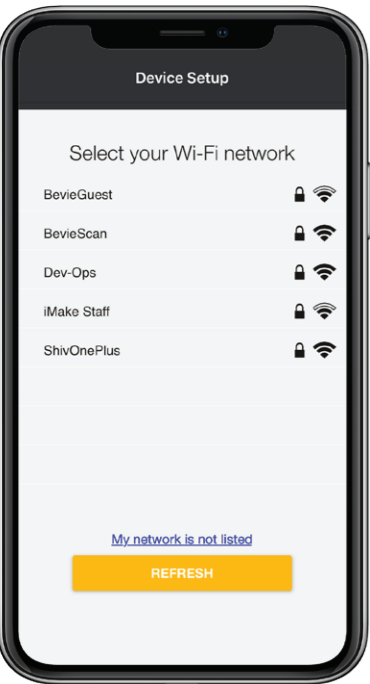 Device Setup
Select your Wi-Fi network
BevieGuest
BevieScan
Dev-Ops
iMake Staff
ShivOnePlus
My network is not listed
REFRESH